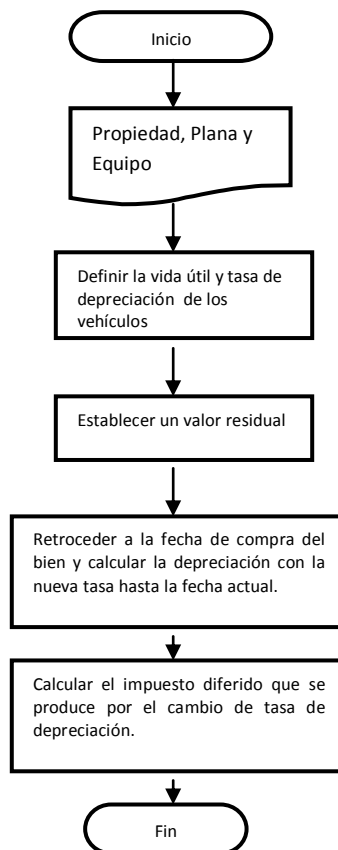 Inicio
Propiedad, Plana y
Equipo
Definir la vida útil y tasa de
depreciación de los
vehículos
Establecer un valor residual
Retroceder a la fecha de compra del
bien y calcular la depreciación con la
nueva tasa hasta la fecha actual.
Calcular el impuesto diferido que se
produce por el cambio de tasa de
depreciación.
Fin